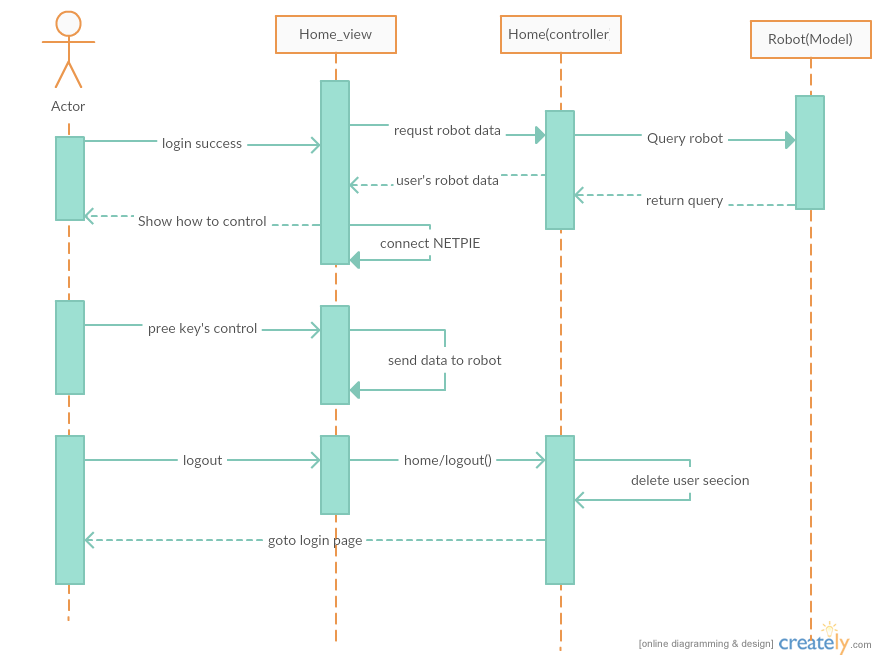 Home_view
Home(controller
Robot(Model)
Actor
requst robot data
Query robot
login success
user's robot data
return query
Show how to control
connect NETPIE
pree key's control
send data to robot
logout
home/logout()
delete user seecion
goto login page
[online diagramming & design] creately.com